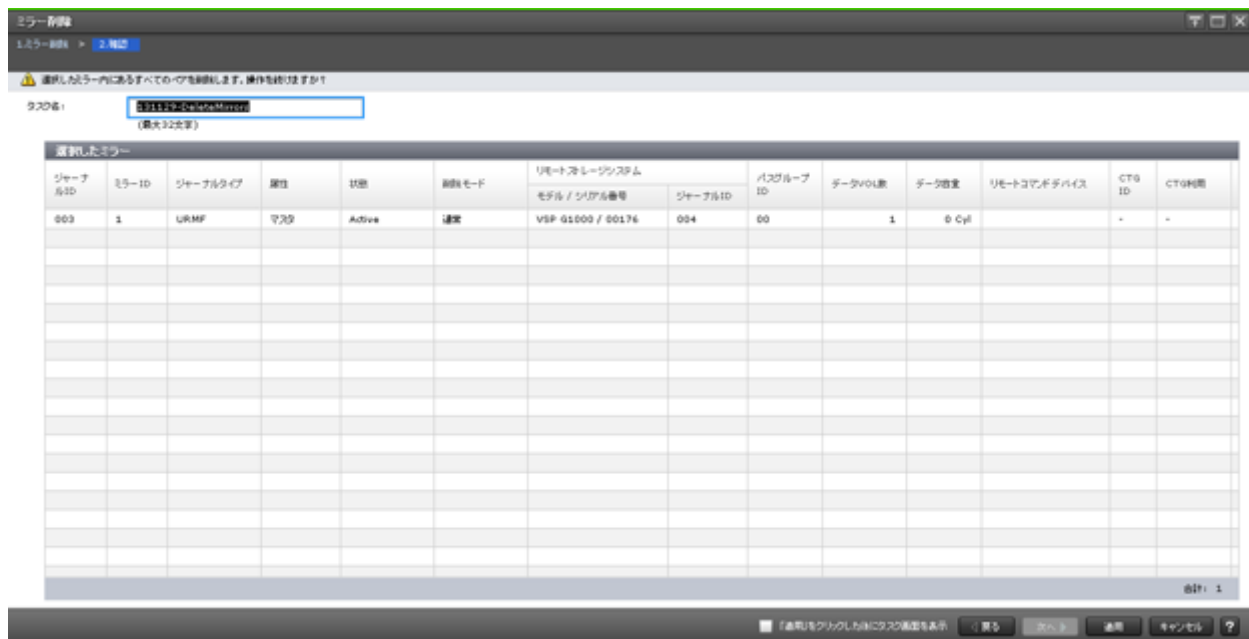 ミラー削除
1.ミラー削除 > 2.確認
選択したミラー内にあるすべてのペアを削除します。操作を続けますか?
タスク名: 131129-DeleteMirrors
(最大32文字)
選択したミラー
ジャーナルID ミラーID ジャーナルタイプ 属性 状態 削除モード リモートストレージシステム パスグループID データVOL数 データ容量 リモートコマンドデバイス CTG ID CTG利用
モデル / シリアル番号 ジャーナルID
003 1 URMF マスタ Active 通常 VSP G1000 / 00176 004 00 1 0 Cyl - -
合計: 1
「適用」をクリックした後にタスク画面を表示 戻る 次へ 適用 キャンセル ?